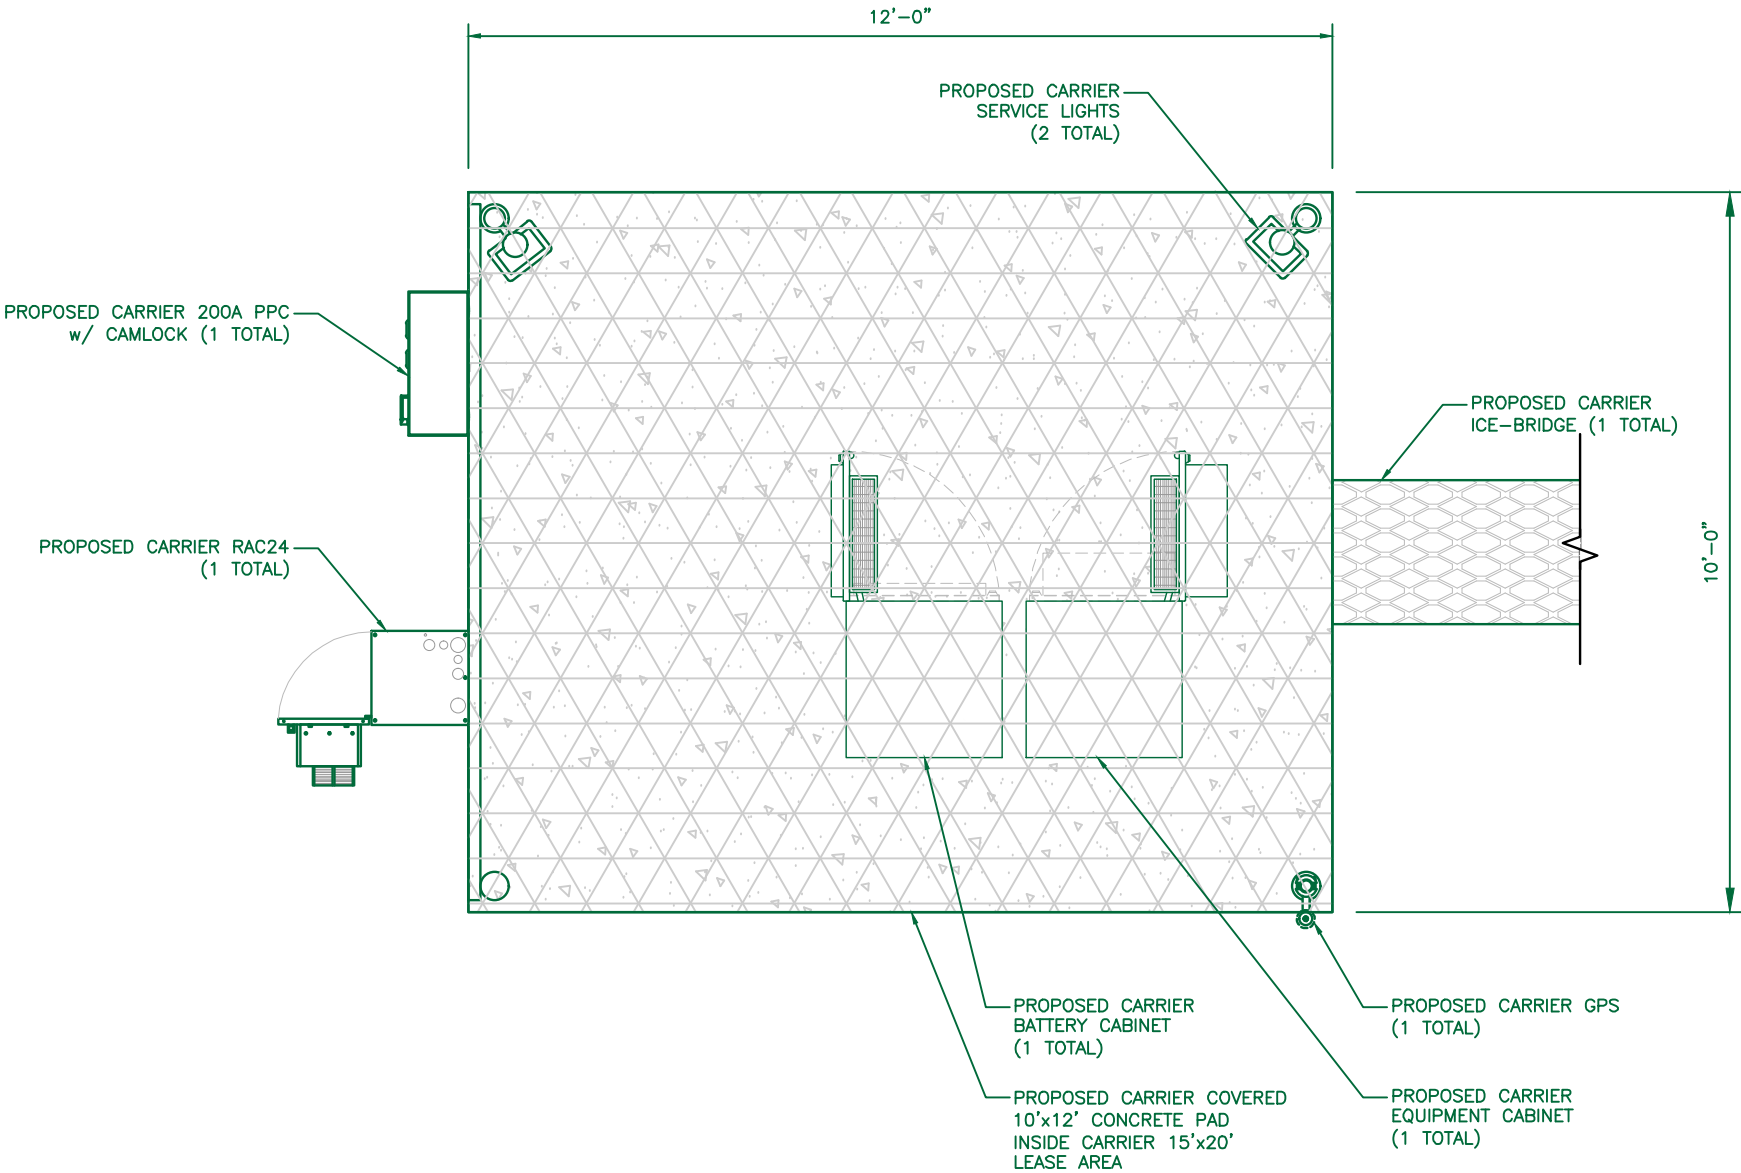 12'-0"
PROPOSED CARRIER
SERVICE LIGHTS
(2 TOTAL)
PROPOSED CARRIER 200A PPC
w/ CAMLOCK (1 TOTAL)
PROPOSED CARRIER
ICE-BRIDGE (1 TOTAL)
PROPOSED CARRIER RAC24
(1 TOTAL)
10'-0"
PROPOSED CARRIER
BATTERY CABINET
(1 TOTAL)
PROPOSED CARRIER GPS
(1 TOTAL)
PROPOSED CARRIER COVERED
10'x12' CONCRETE PAD
INSIDE CARRIER 15'x20'
LEASE AREA
PROPOSED CARRIER
EQUIPMENT CABINET
(1 TOTAL)